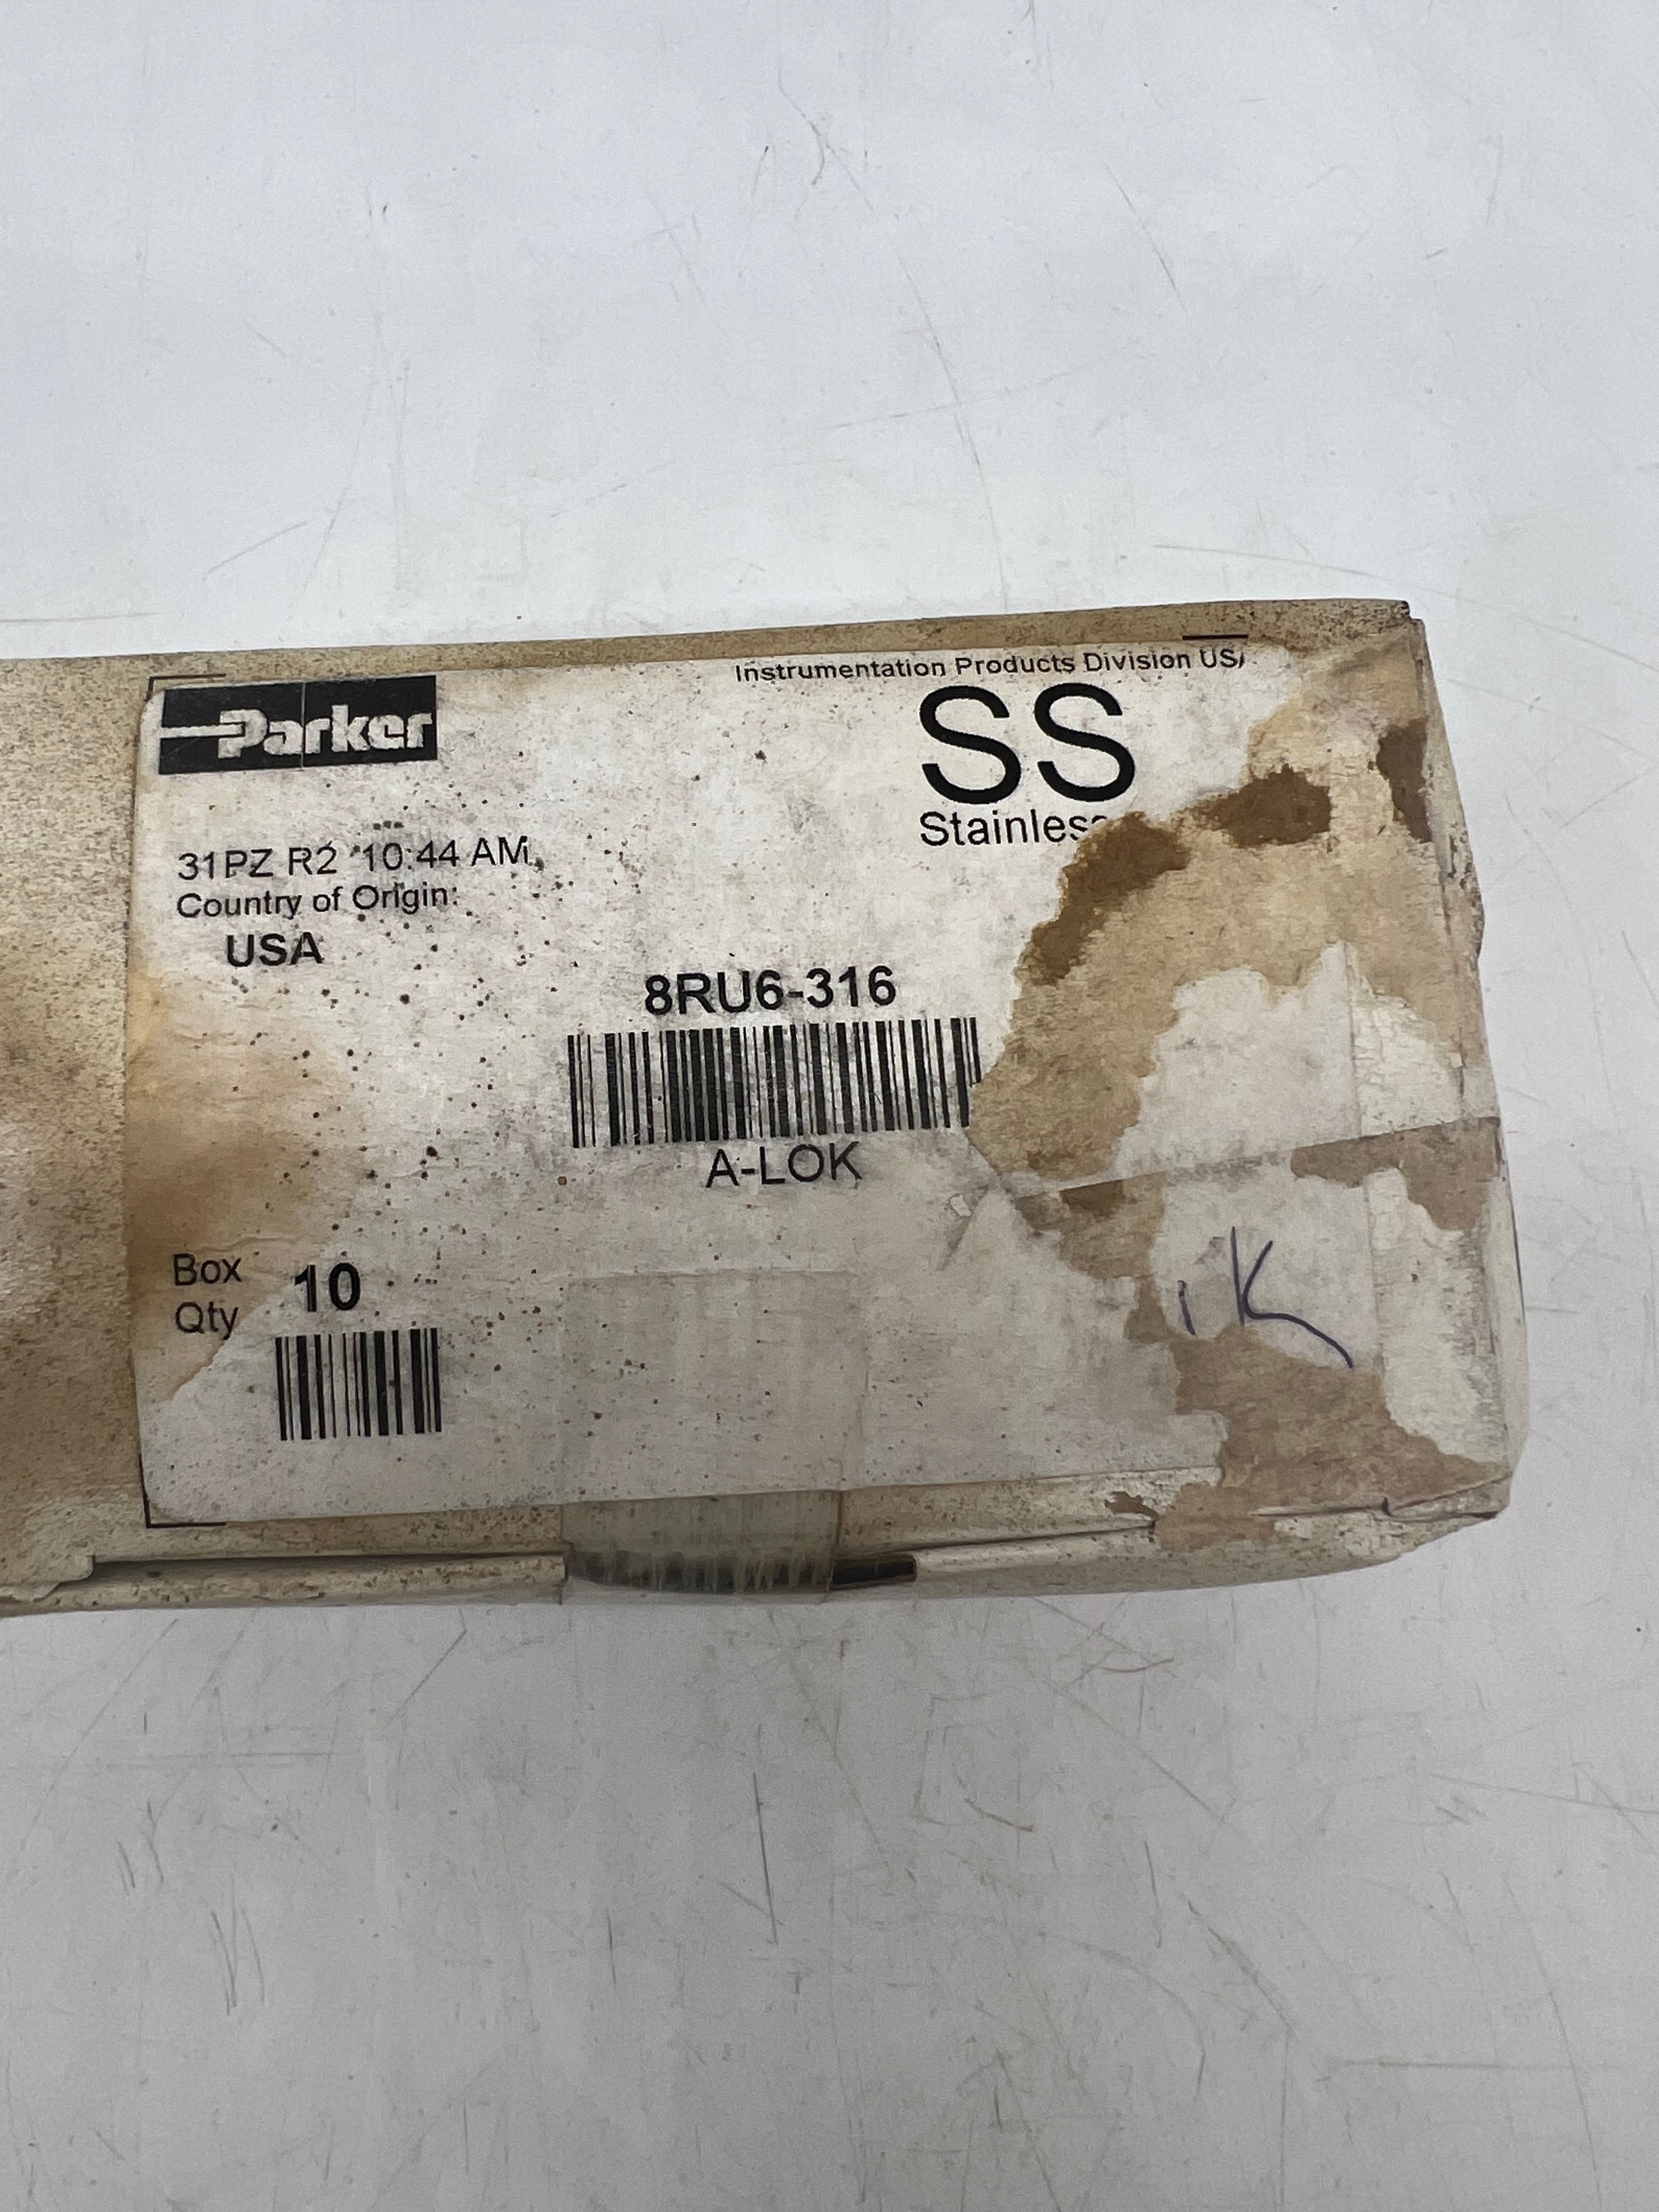 Parker
Instrumentation Products Division USA
SS
Stainless
31PZ R2 10:44 AM
Country of Origin:
USA
8RU6-316
A-LOK
Box
Qty
10
1K